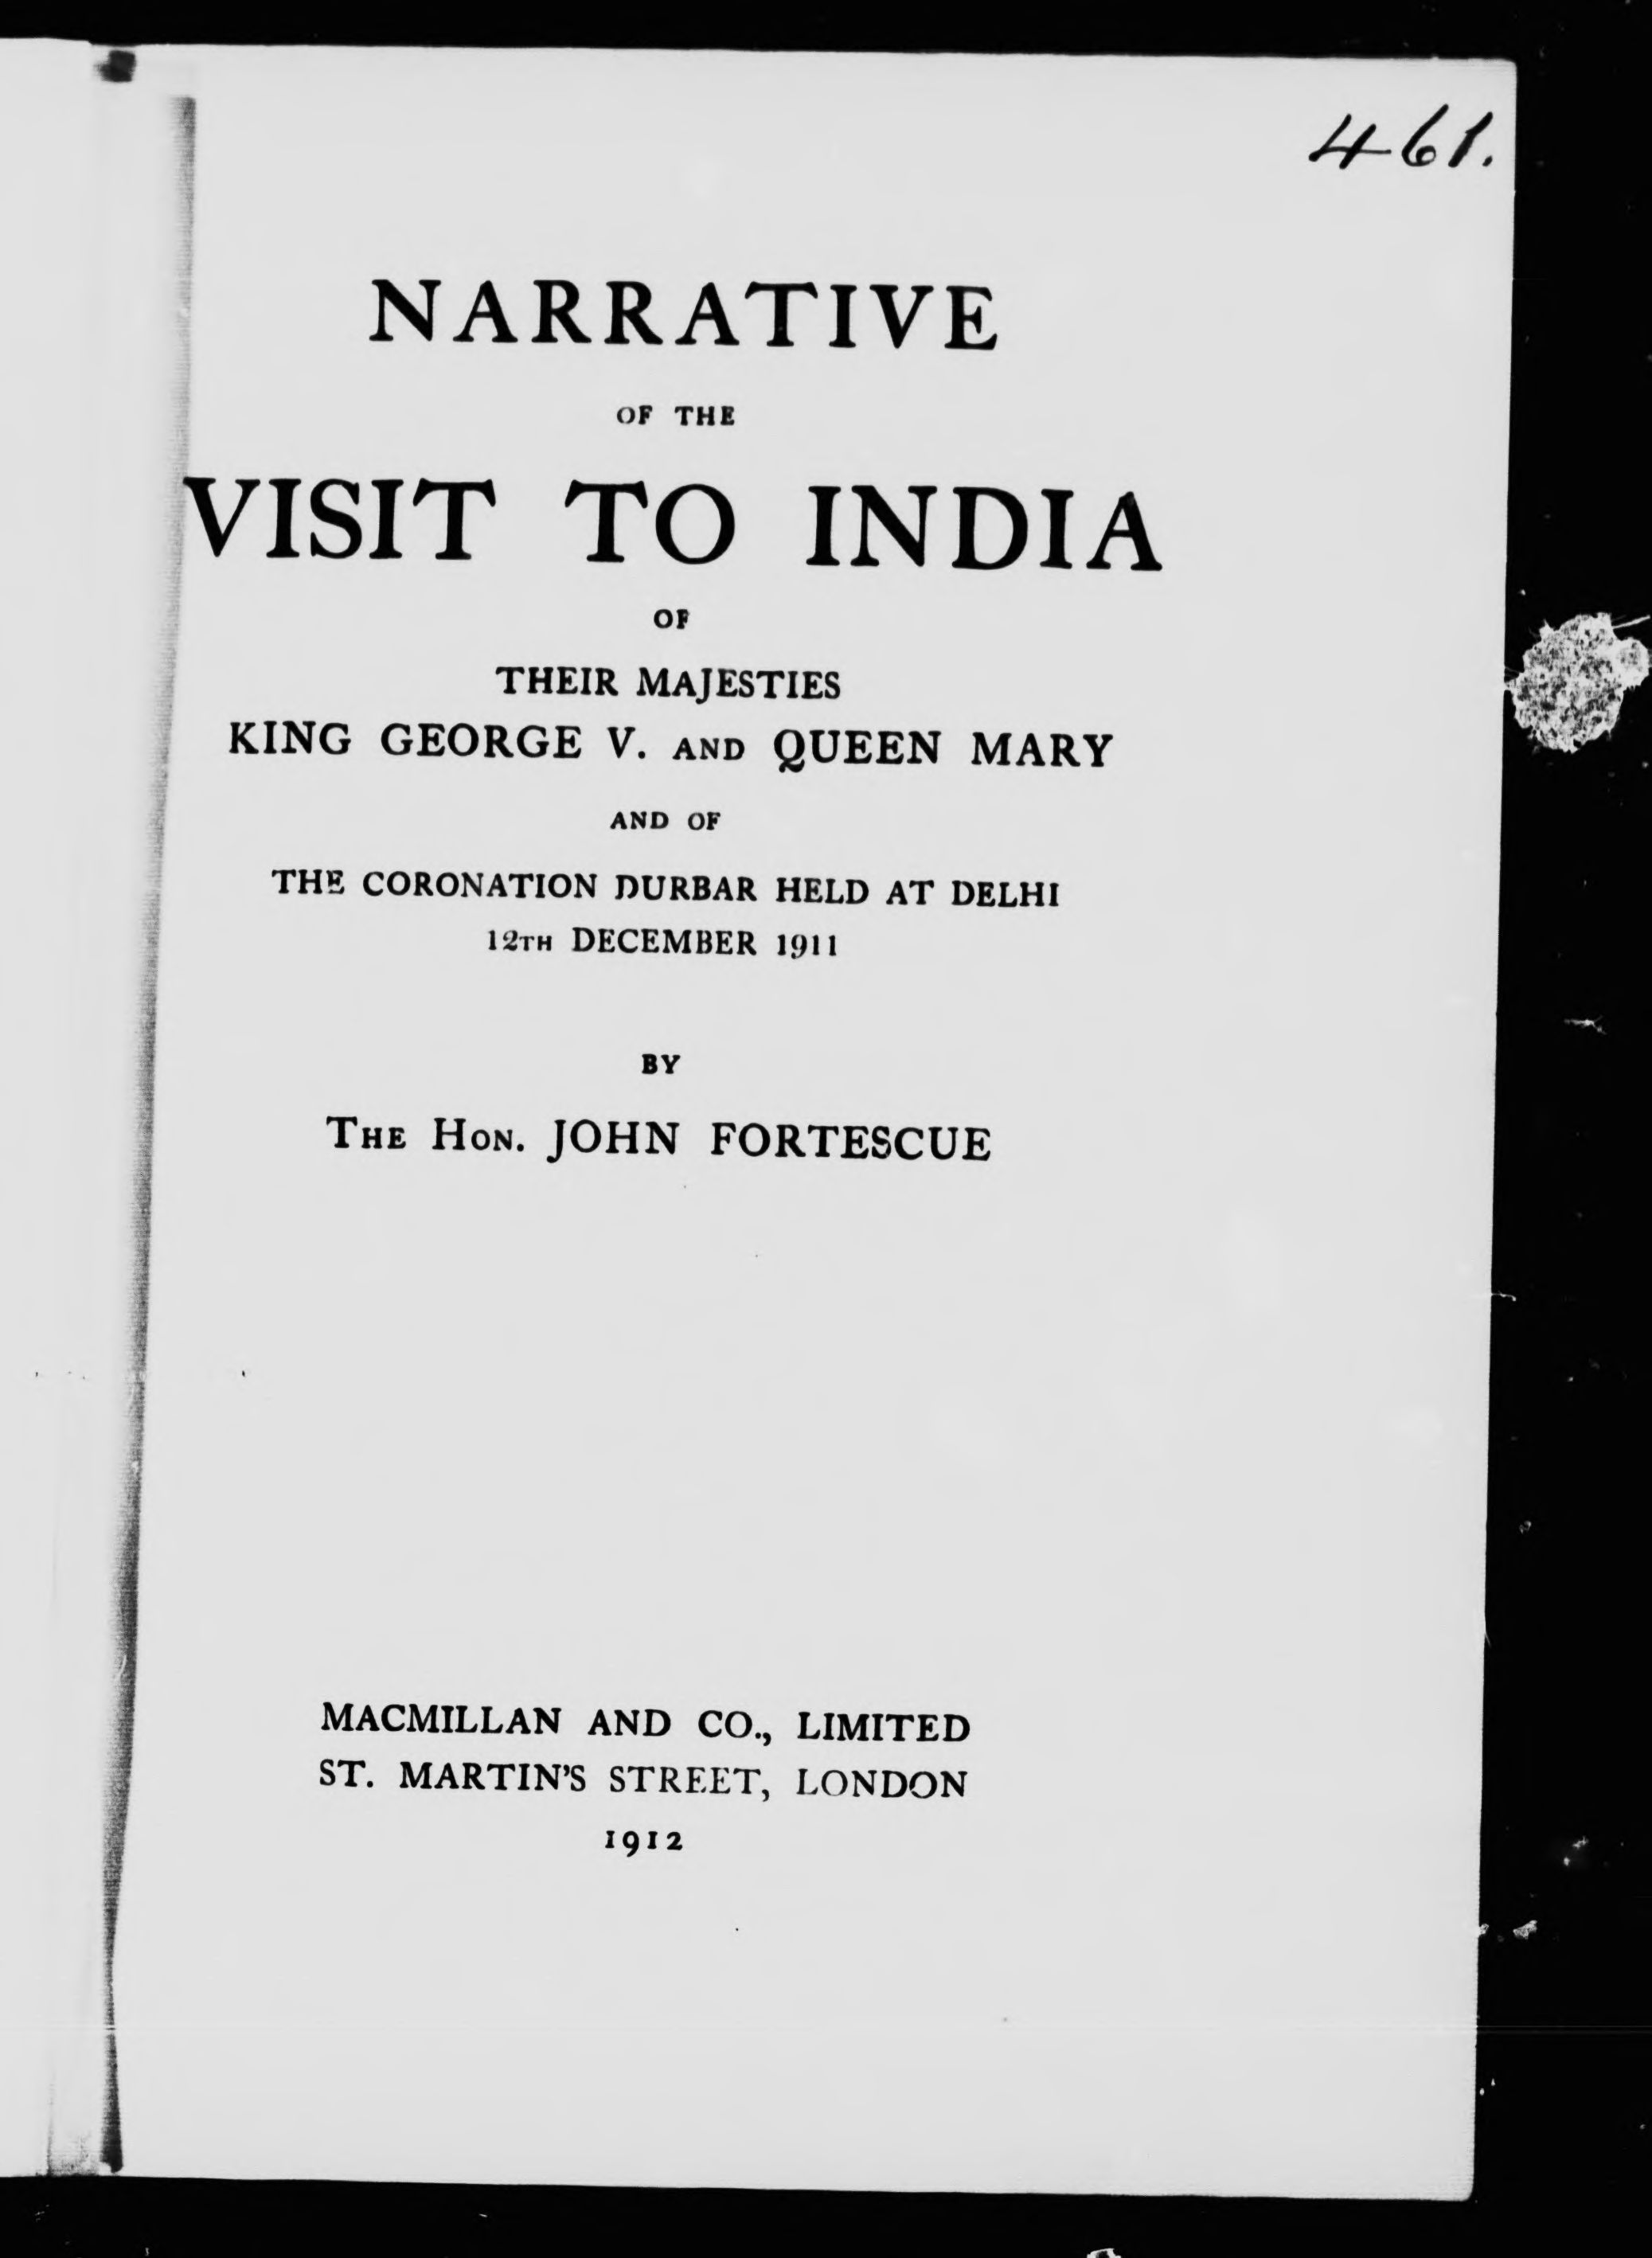 461.
NARRATIVE
OF THE
VISIT TO INDIA
OF
THEIR MAJESTIES
KING GEORGE V. AND QUEEN MARY
AND OF
THE CORONATION DURBAR HELD AT DELHI
12TH DECEMBER 1911
BY
THE HON. JOHN FORTESCUE
MACMILLAN AND CO., LIMITED
ST. MARTIN'S STREET, LONDON
1912